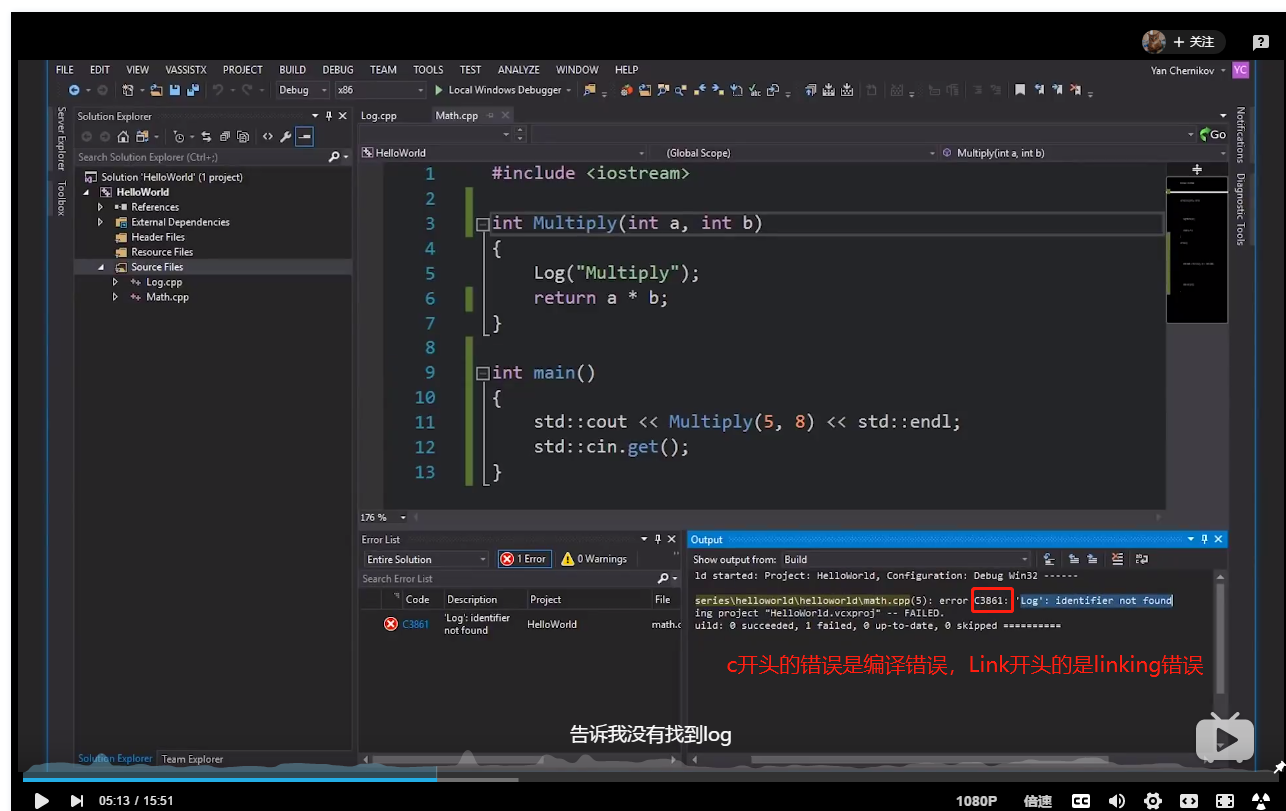 + 关注
FILE EDIT VIEW VASSISTX PROJECT BUILD DEBUG TEAM TOOLS TEST ANALYZE WINDOW HELP
Yan Chernikov YC
Debug x86 Local Windows Debugger
Server Explorer
Toolbox
Solution Explorer
Search Solution Explorer (Ctrl+;)
Solution 'HelloWorld' (1 project)
HelloWorld
References
External Dependencies
Header Files
Resource Files
Source Files
Log.cpp
Math.cpp
Solution Explorer Team Explorer
Log.cpp Math.cpp
Go
HelloWorld (Global Scope) Multiply(int a, int b)
1 #include <iostream>
2
3 int Multiply(int a, int b)
4 {
5 Log("Multiply");
6 return a * b;
7 }
8
9 int main()
10 {
11 std::cout << Multiply(5, 8) << std::endl;
12 std::cin.get();
13 }
176 %
Notifications
Diagnostic Tools
Error List
Entire Solution 1 Error 0 Warnings
Search Error List
Code Description Project File
C3861 'Log': identifier not found HelloWorld math.c
Output
Show output from: Build
ld started: Project: HelloWorld, Configuration: Debug Win32 ------
series\helloworld\helloworld\math.cpp(5): error C3861: 'Log': identifier not found
ing project "HelloWorld.vcxproj" -- FAILED.
uild: 0 succeeded, 1 failed, 0 up-to-date, 0 skipped ==========
c开头的错误是编译错误，Link开头的是linking错误
告诉我没有找到log
05:13 / 15:51
1080P 倍速 CC